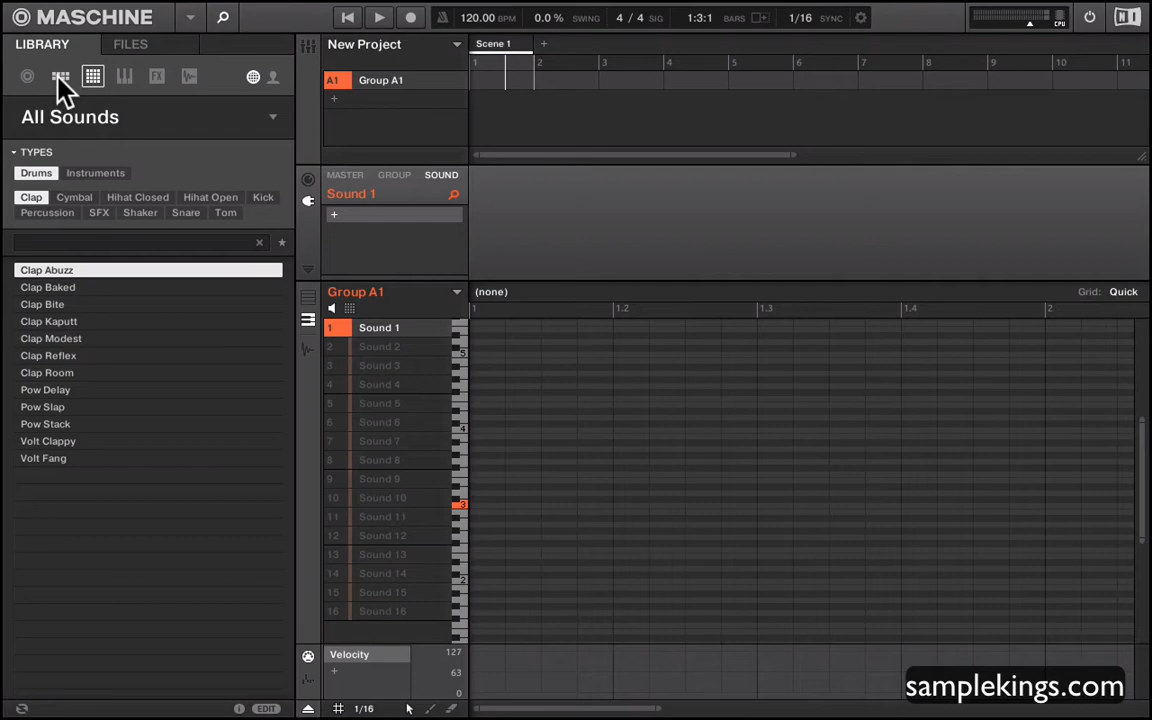 MASCHINE
120.00 BPM 0.0% SWING 4 / 4 SIG 1:3:1 BARS 1/16 SYNC CPU
LIBRARY FILES
FX
All Sounds
TYPES
Drums Instruments
Clap Cymbal Hihat Closed Hihat Open Kick
Percussion SFX Shaker Snare Tom
Clap Abuzz
Clap Baked
Clap Bite
Clap Kaputt
Clap Modest
Clap Reflex
Clap Room
Pow Delay
Pow Slap
Pow Stack
Volt Clappy
Volt Fang
EDIT
New Project Scene 1 +
1 2 3 4 5 6 7 8 9 10 11
A1 Group A1
+
MASTER GROUP SOUND
Sound 1
+
Group A1 (none) Grid: Quick
1 1.2 1.3 1.4 2
1 Sound 1
2 Sound 2
3 Sound 3
4 Sound 4
5 Sound 5
6 Sound 6
7 Sound 7
8 Sound 8
9 Sound 9
10 Sound 10
11 Sound 11
12 Sound 12
13 Sound 13
14 Sound 14
15 Sound 15
16 Sound 16
5
4
3
2
Velocity 127
+ 63
0
1/16
samplekings.com